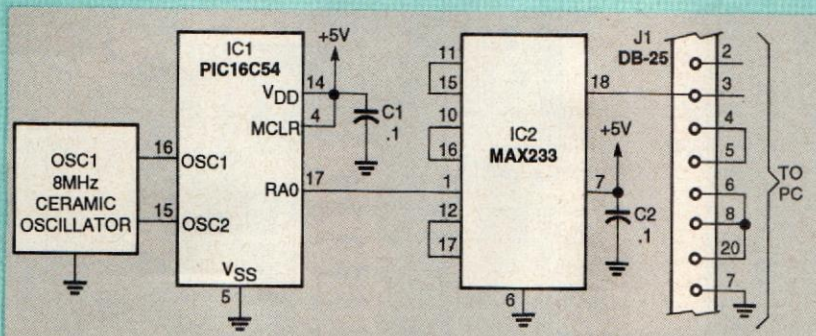 IC1
PIC16C54
+5V
14
VDD
4
MCLR
C1
.1
16
OSC1
17
RA0
15
OSC2
VSS
5
OSC1
8MHz
CERAMIC
OSCILLATOR
11
15
10
16
1
12
17
IC2
MAX233
18
+5V
7
C2
.1
6
J1
DB-25
2
3
4
5
6
8
20
7
TO
PC